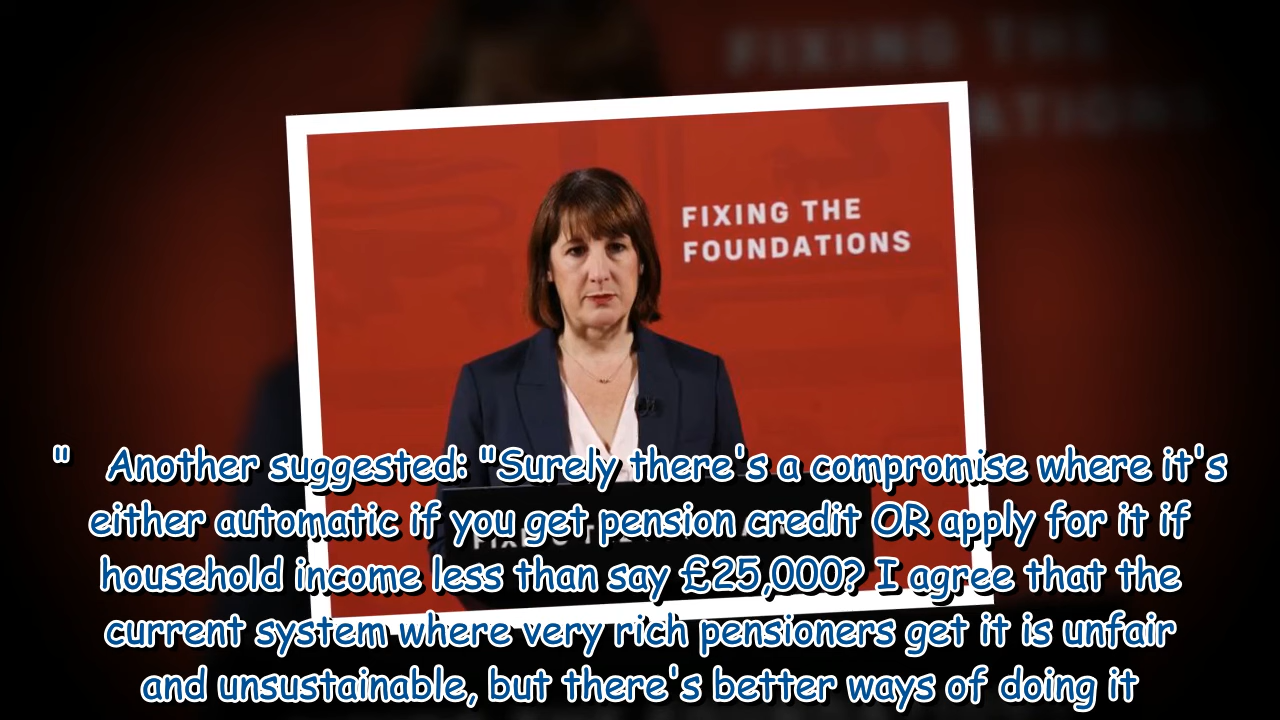 FIXING THE
FOUNDATIONS
"   Another suggested: "Surely there's a compromise where it's
either automatic if you get pension credit OR apply for it if
household income less than say £25,000? I agree that the
current system where very rich pensioners get it is unfair
and unsustainable, but there's better ways of doing it